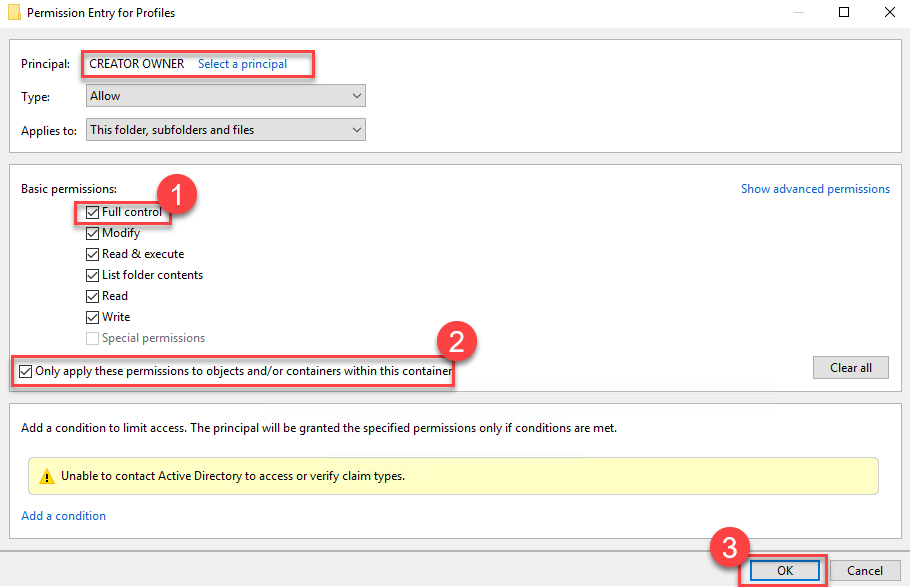 Permission Entry for Profiles
Principal: CREATOR OWNER Select a principal
Type: Allow
Applies to: This folder, subfolders and files
Basic permissions: Show advanced permissions
1
Full control
Modify
Read & execute
List folder contents
Read
Write
Special permissions
2
Only apply these permissions to objects and/or containers within this container
Clear all
Add a condition to limit access. The principal will be granted the specified permissions only if conditions are met.
Unable to contact Active Directory to access or verify claim types.
Add a condition
3
OK Cancel